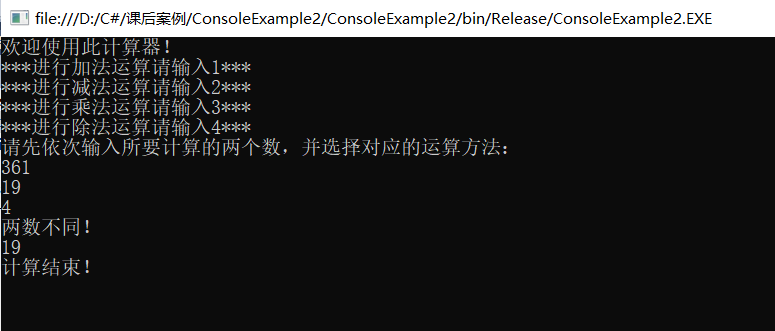 file:///D:/C#/课后案例/ConsoleExample2/ConsoleExample2/bin/Release/ConsoleExample2.EXE
欢迎使用此计算器！
***进行加法运算请输入1***
***进行减法运算请输入2***
***进行乘法运算请输入3***
***进行除法运算请输入4***
请先依次输入所要计算的两个数，并选择对应的运算方法：
361
19
4
两数不同！
19
计算结束！